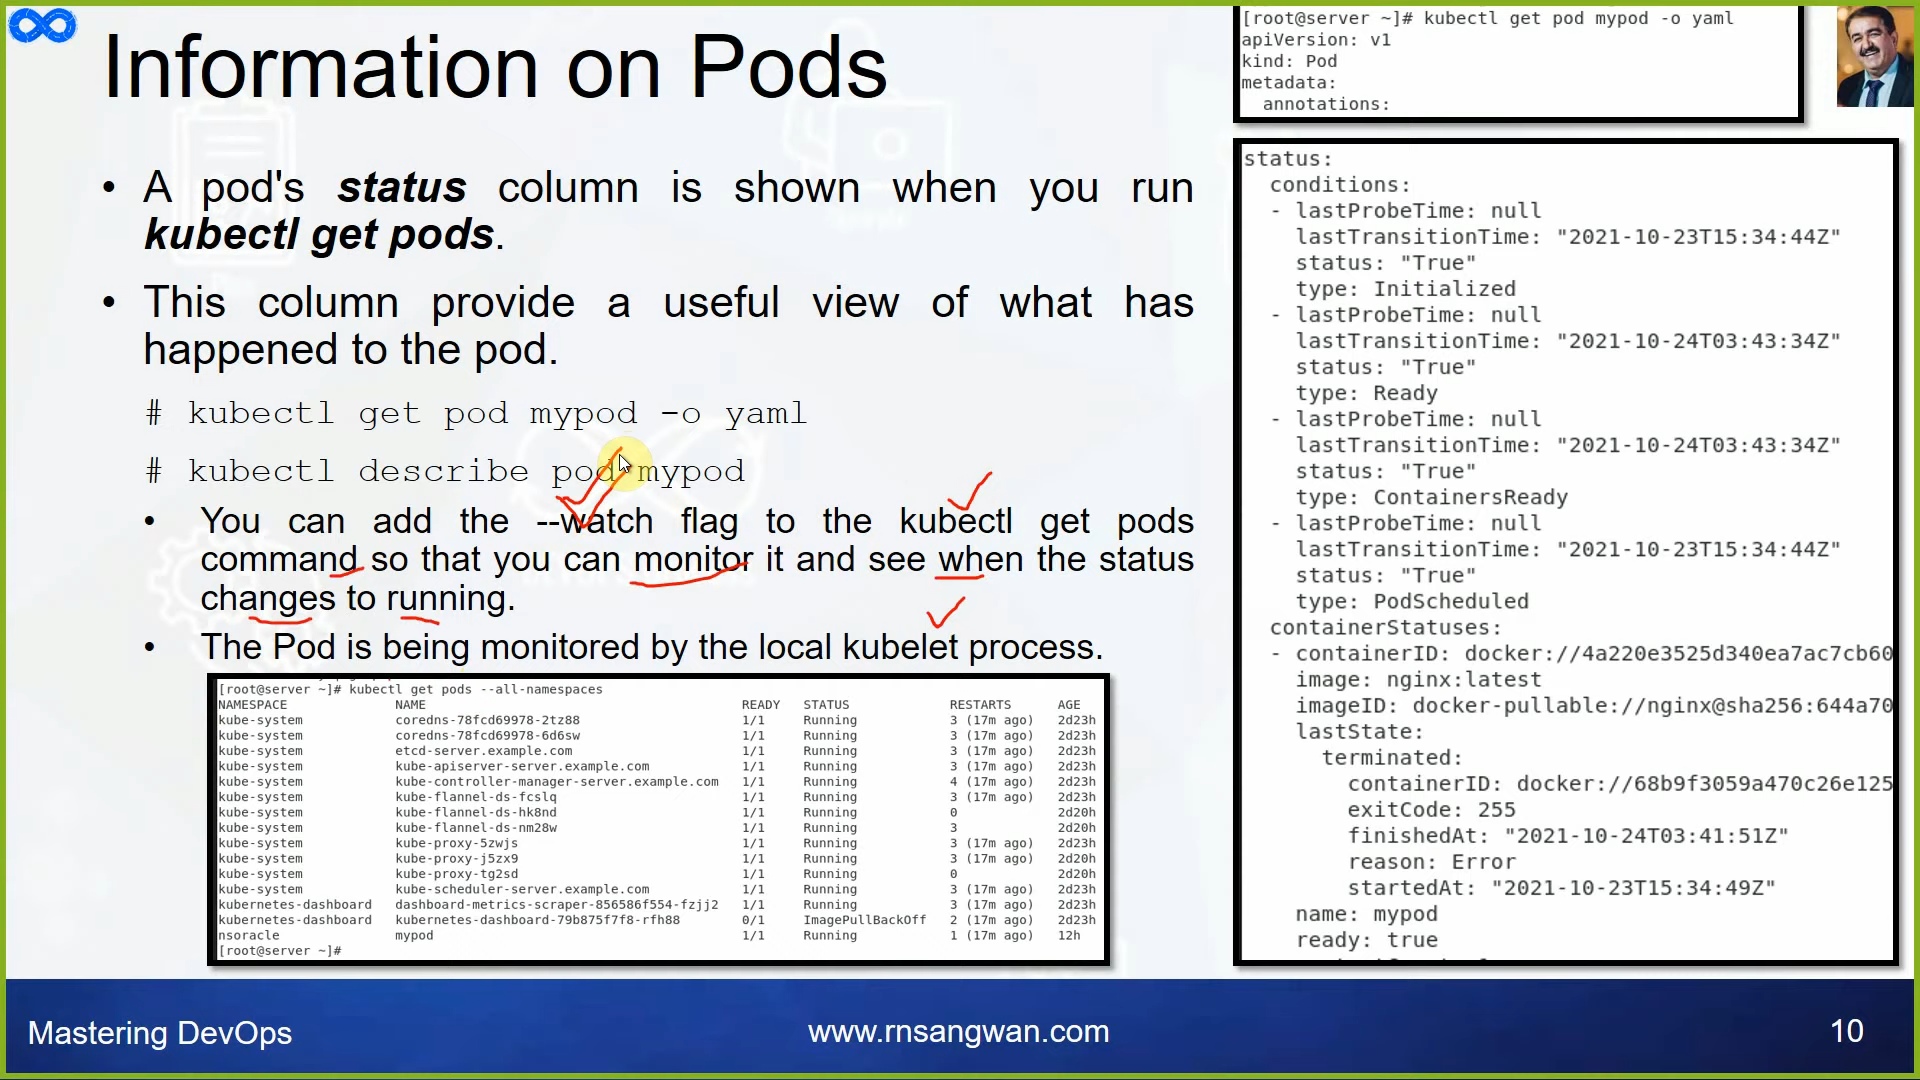 Information on Pods
• A pod's status column is shown when you run
kubectl get pods.
• This column provide a useful view of what has
happened to the pod.
# kubectl get pod mypod -o yaml
# kubectl describe pod mypod
• You can add the --watch flag to the kubectl get pods
command so that you can monitor it and see when the status
changes to running.
• The Pod is being monitored by the local kubelet process.
[root@server ~]# kubectl get pods --all-namespaces
NAMESPACE NAME READY STATUS RESTARTS AGE
kube-system coredns-78fcd69978-2tz88 1/1 Running 3 (17m ago) 2d23h
kube-system coredns-78fcd69978-6d6sw 1/1 Running 3 (17m ago) 2d23h
kube-system etcd-server.example.com 1/1 Running 3 (17m ago) 2d23h
kube-system kube-apiserver-server.example.com 1/1 Running 3 (17m ago) 2d23h
kube-system kube-controller-manager-server.example.com 1/1 Running 4 (17m ago) 2d23h
kube-system kube-flannel-ds-fcslq 1/1 Running 3 (17m ago) 2d23h
kube-system kube-flannel-ds-hk8nd 1/1 Running 0 2d20h
kube-system kube-flannel-ds-nm28w 1/1 Running 3 2d20h
kube-system kube-proxy-5zwjs 1/1 Running 3 (17m ago) 2d23h
kube-system kube-proxy-j5zx9 1/1 Running 3 (17m ago) 2d20h
kube-system kube-proxy-tg2sd 1/1 Running 0 2d20h
kube-system kube-scheduler-server.example.com 1/1 Running 3 (17m ago) 2d23h
kubernetes-dashboard dashboard-metrics-scraper-856586f554-fzjj2 1/1 Running 3 (17m ago) 2d23h
kubernetes-dashboard kubernetes-dashboard-79b875f7f8-rfh88 0/1 ImagePullBackOff 2 (17m ago) 2d23h
nsoracle mypod 1/1 Running 1 (17m ago) 12h
[root@server ~]#
[root@server ~]# kubectl get pod mypod -o yaml
apiVersion: v1
kind: Pod
metadata:
annotations:
status:
conditions:
- lastProbeTime: null
lastTransitionTime: "2021-10-23T15:34:44Z"
status: "True"
type: Initialized
- lastProbeTime: null
lastTransitionTime: "2021-10-24T03:43:34Z"
status: "True"
type: Ready
- lastProbeTime: null
lastTransitionTime: "2021-10-24T03:43:34Z"
status: "True"
type: ContainersReady
- lastProbeTime: null
lastTransitionTime: "2021-10-23T15:34:44Z"
status: "True"
type: PodScheduled
containerStatuses:
- containerID: docker://4a220e3525d340ea7ac7cb60
image: nginx:latest
imageID: docker-pullable://nginx@sha256:644a70
lastState:
terminated:
containerID: docker://68b9f3059a470c26e125
exitCode: 255
finishedAt: "2021-10-24T03:41:51Z"
reason: Error
startedAt: "2021-10-23T15:34:49Z"
name: mypod
ready: true
Mastering DevOps
www.rnsangwan.com
10